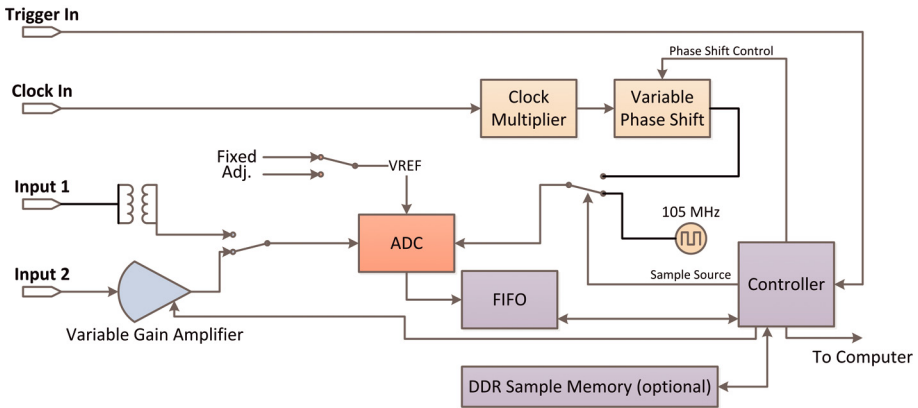 Trigger In
Phase Shift Control
Clock In
Clock
Multiplier
Variable
Phase Shift
Fixed
Adj.
VREF
Input 1
105 MHz
ADC
Input 2
Sample Source
Controller
FIFO
Variable Gain Amplifier
To Computer
DDR Sample Memory (optional)